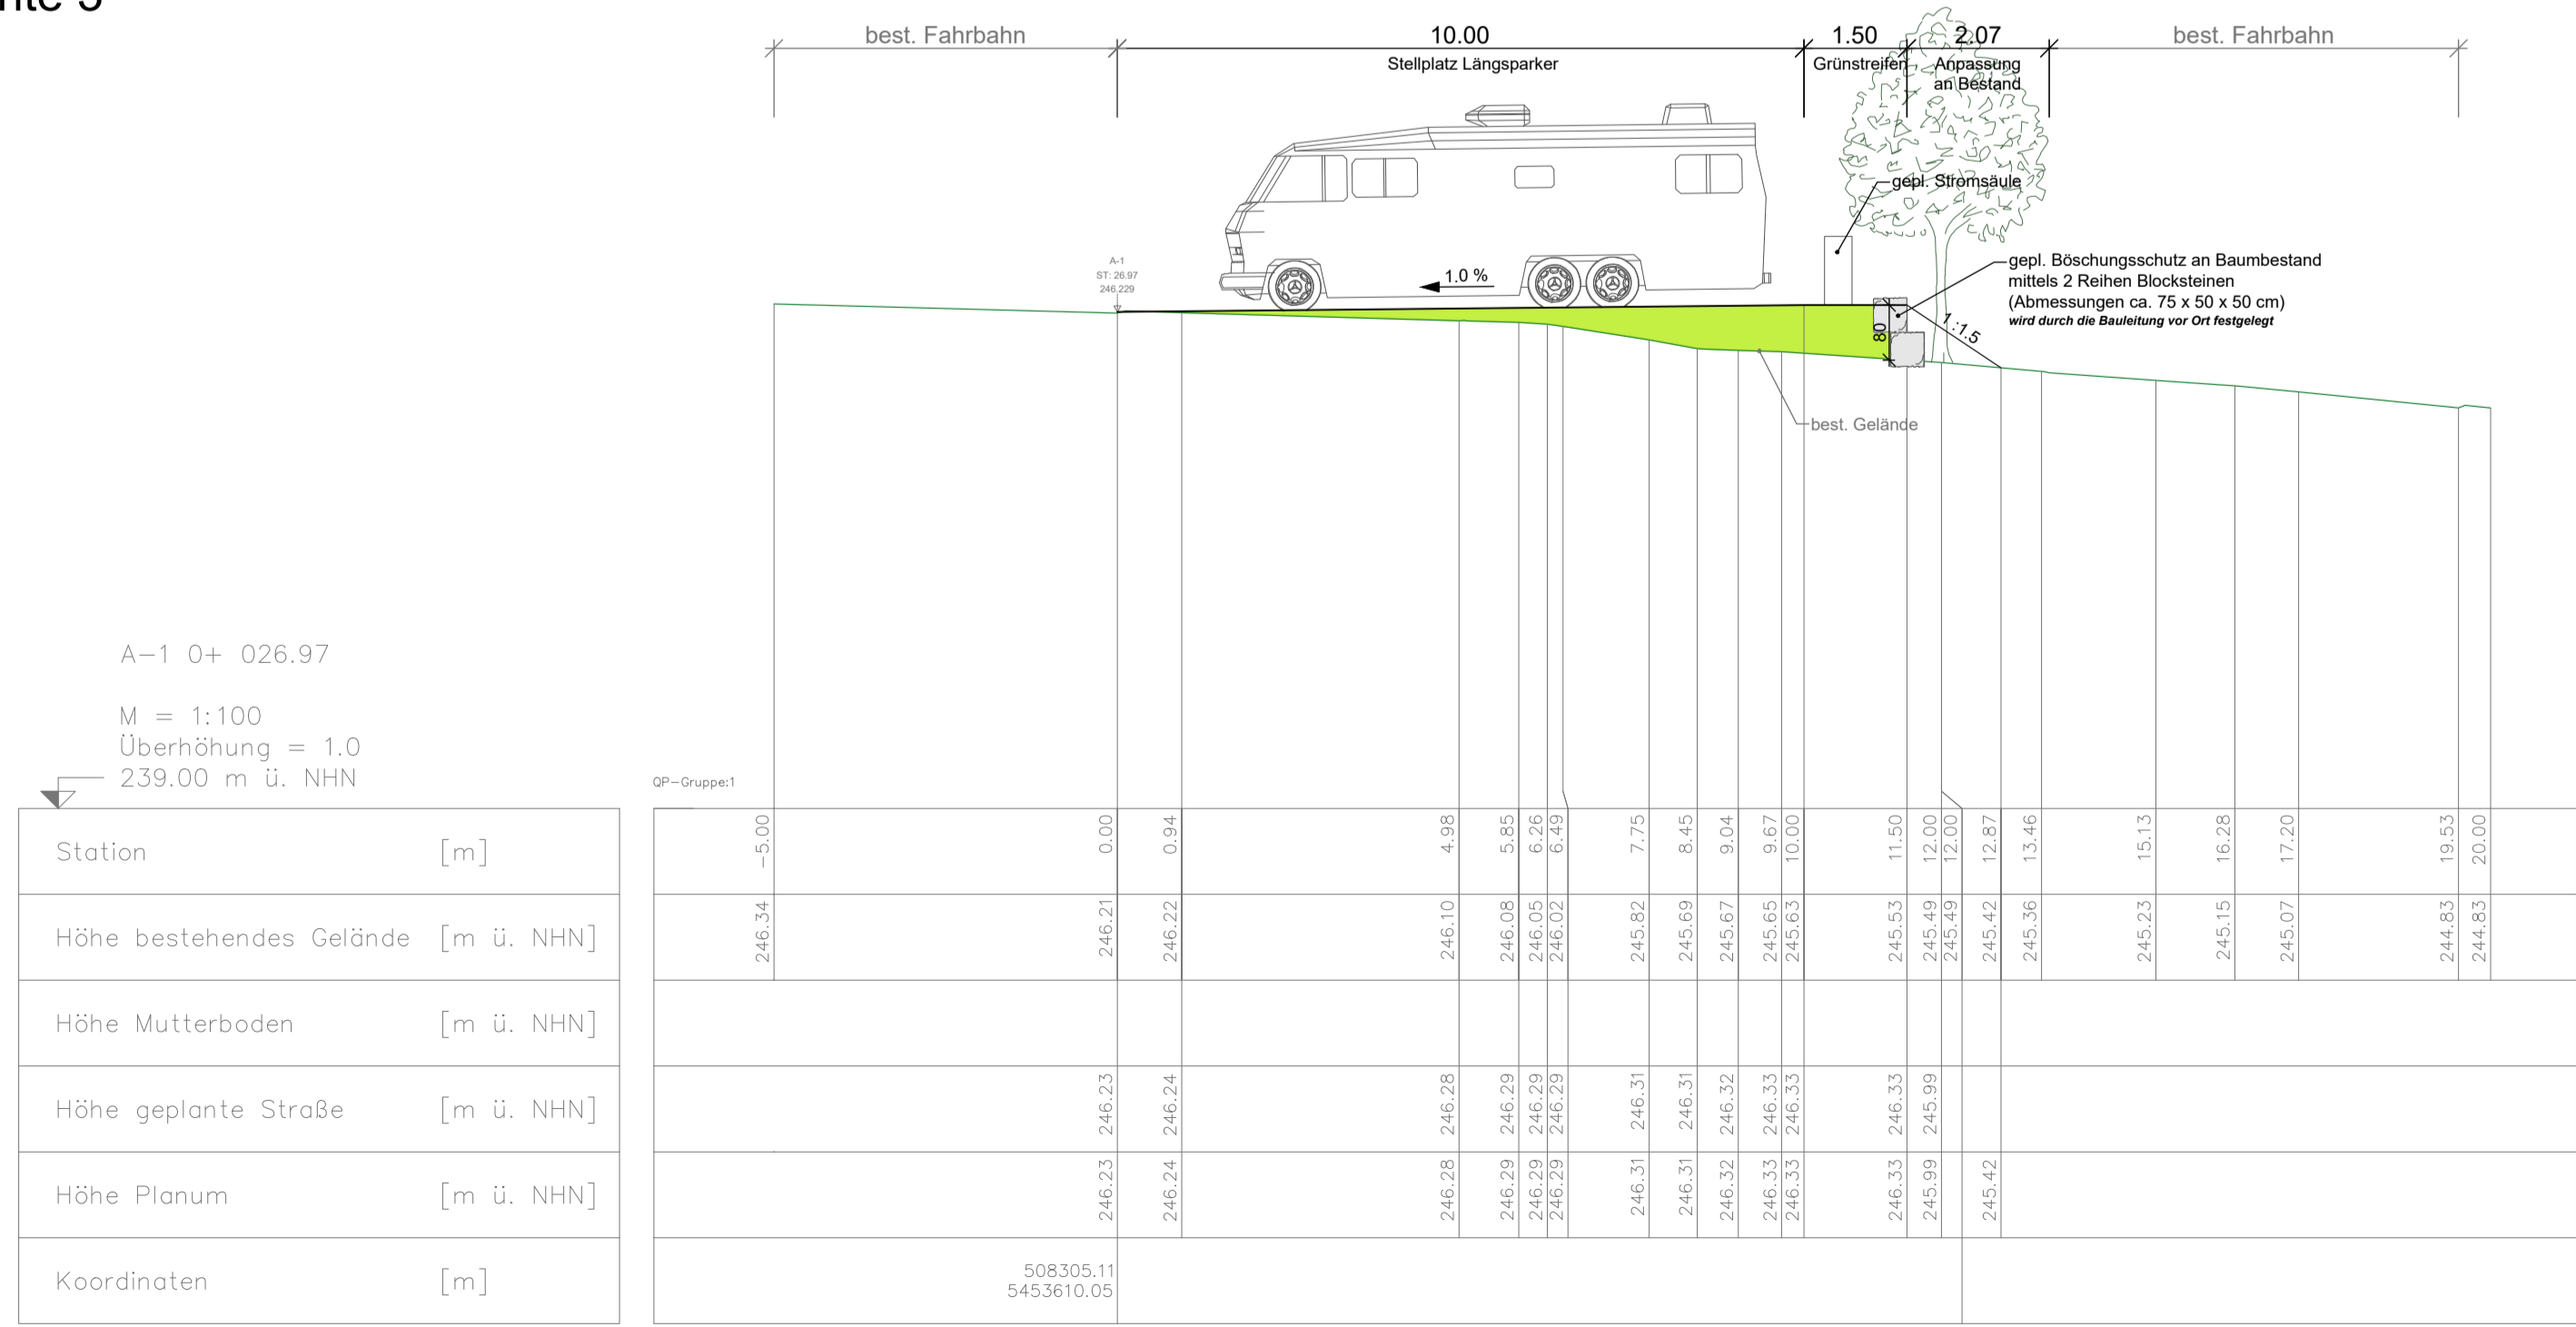 best. Fahrbahn
10.00
1.50
2.07
best. Fahrbahn
Stellplatz Längsparker
Grünstreifen
Anpassung
an Bestand
gepl. Stromsäule
A-1
ST: 26.97
246.229
1.0 %
gepl. Böschungsschutz an Baumbestand
mittels 2 Reihen Blocksteinen
(Abmessungen ca. 75 x 50 x 50 cm)
wird durch die Bauleitung vor Ort festgelegt
80
1:1.5
best. Gelände
A-1 0+ 026.97
M = 1:100
Überhöhung = 1.0
239.00 m ü. NHN
QP-Gruppe:1
Station [m] -5.00 0.00 0.94 4.98 5.85 6.26 6.49 7.75 8.45 9.04 9.67 10.00 11.50 12.00 12.00 12.87 13.46 15.13 16.28 17.20 19.53 20.00
Höhe bestehendes Gelände [m ü. NHN] 246.34 246.21 246.22 246.10 246.08 246.05 246.02 245.82 245.69 245.67 245.65 245.63 245.53 245.49 245.49 245.42 245.36 245.23 245.15 245.07 244.83 244.83
Höhe Mutterboden [m ü. NHN]
Höhe geplante Straße [m ü. NHN] 246.23 246.24 246.28 246.29 246.29 246.29 246.31 246.31 246.32 246.33 246.33 246.33 245.99
Höhe Planum [m ü. NHN] 246.23 246.24 246.28 246.29 246.29 246.29 246.31 246.31 246.32 246.33 246.33 246.33 245.99 245.42
Koordinaten [m]
508305.11
5453610.05